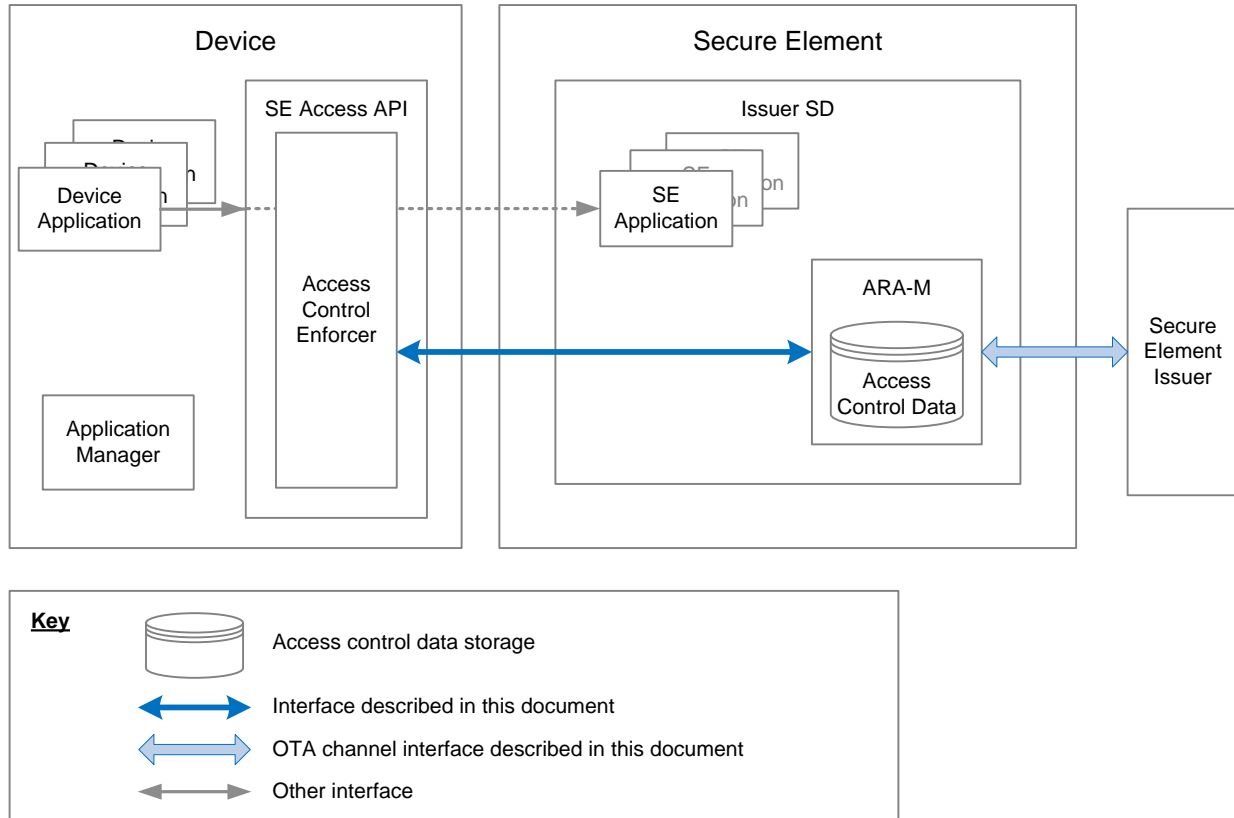 Device
Secure Element
SE Access API
Issuer SD
Device
Application
SE
Application
Access
Control
Enforcer
ARA-M
Access
Control Data
Secure
Element
Issuer
Application
Manager
Key
Access control data storage
Interface described in this document
OTA channel interface described in this document
Other interface